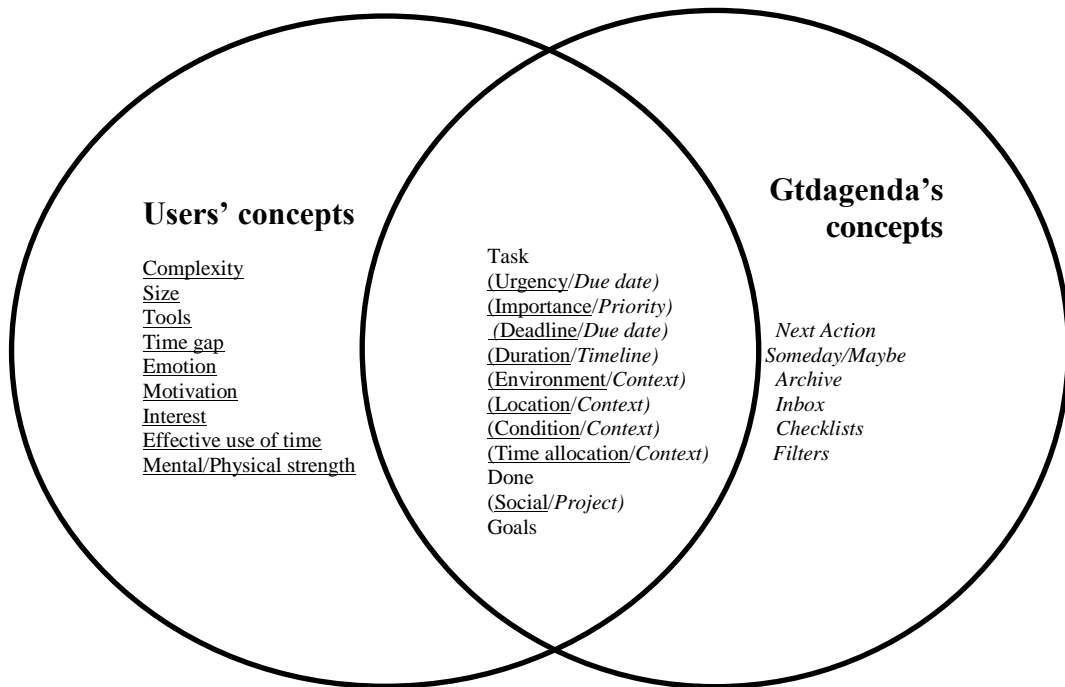 Users' concepts
Complexity
Size
Tools
Time gap
Emotion
Motivation
Interest
Effective use of time
Mental/Physical strength
Task
(Urgency/Due date)
(Importance/Priority)
(Deadline/Due date)
(Duration/Timeline)
(Environment/Context)
(Location/Context)
(Condition/Context)
(Time allocation/Context)
Done
(Social/Project)
Goals
Gtdagenda's
concepts
Next Action
Someday/Maybe
Archive
Inbox
Checklists
Filters